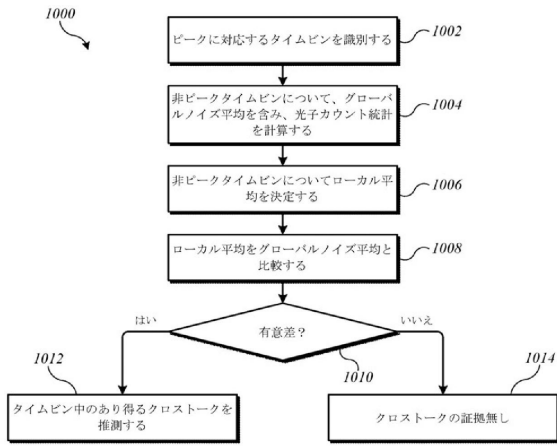 1000
ピークに対応するタイムビンを識別する
1002
非ピークタイムビンについて、グローバ
ルノイズ平均を含み、光子カウント統計
を計算する
1004
非ピークタイムビンについてローカル平
均を決定する
1006
ローカル平均をグローバルノイズ平均と
比較する
1008
はい
有意差?
いいえ
1010
1012
タイムビン中のあり得るクロストークを
推測する
1014
クロストークの証拠無し